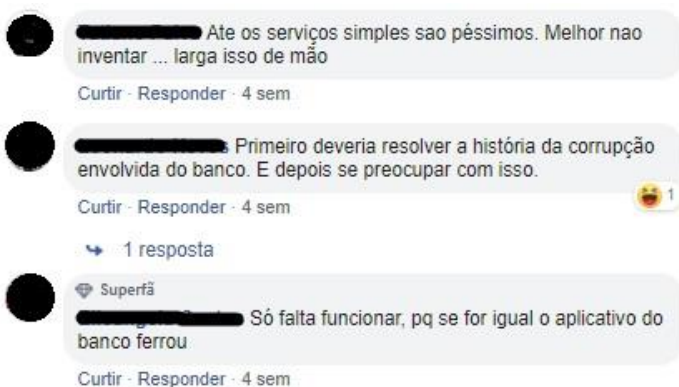 Ate os serviços simples sao péssimos. Melhor nao
inventar ... larga isso de mão
Curtir · Responder · 4 sem
Primeiro deveria resolver a história da corrupção
envolvida do banco. E depois se preocupar com isso.
1
Curtir · Responder · 4 sem
1 resposta
Superfã
Só falta funcionar, pq se for igual o aplicativo do
banco ferrou
Curtir · Responder · 4 sem